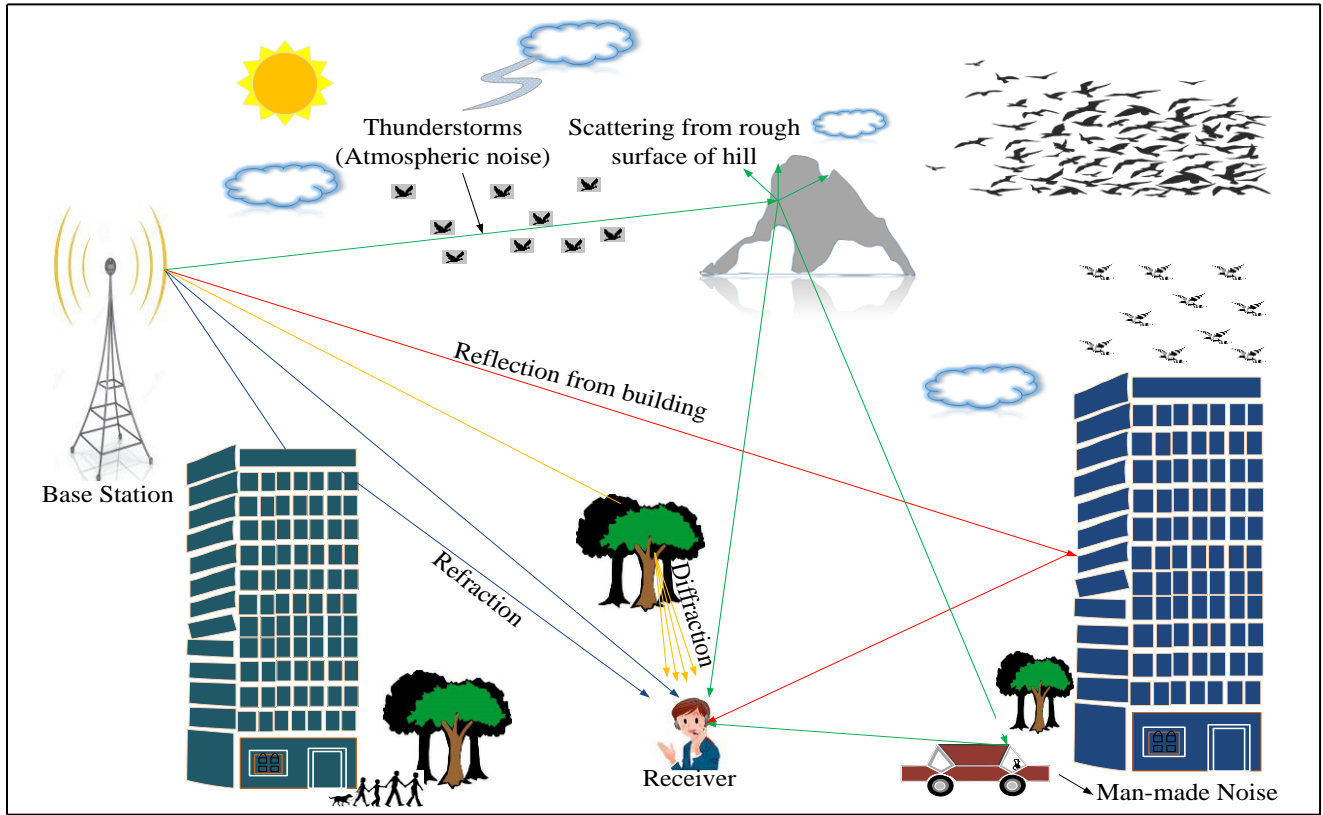 Thunderstorms
(Atmospheric noise)
Scattering from rough
surface of hill
Reflection from building
Base Station
Refraction
Diffraction
Receiver
Man-made Noise